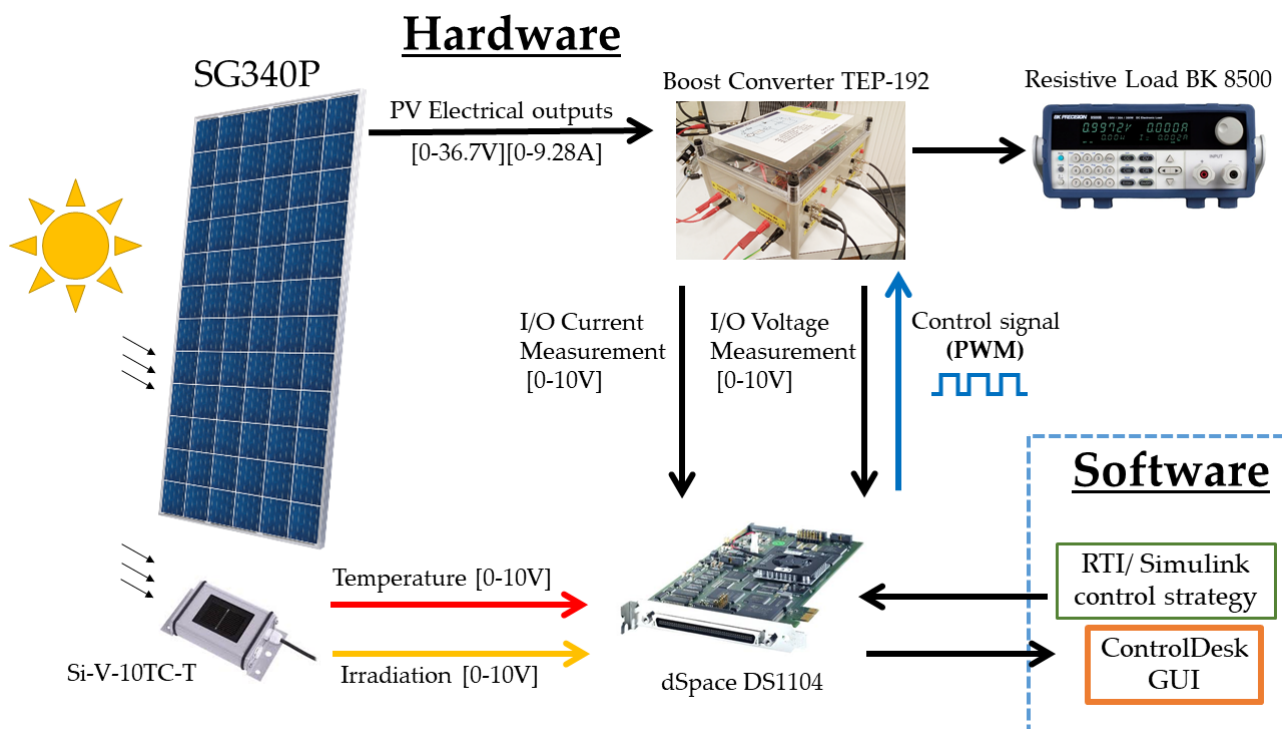 Hardware
SG340P
PV Electrical outputs
[0-36.7V][0-9.28A]
Boost Converter TEP-192
Resistive Load BK 8500
BK PRECISION
I/O Current
Measurement
[0-10V]
I/O Voltage
Measurement
[0-10V]
Control signal
(PWM)
Software
RTI/ Simulink
control strategy
ControlDesk
GUI
Temperature [0-10V]
Irradiation [0-10V]
Si-V-10TC-T
dSpace DS1104